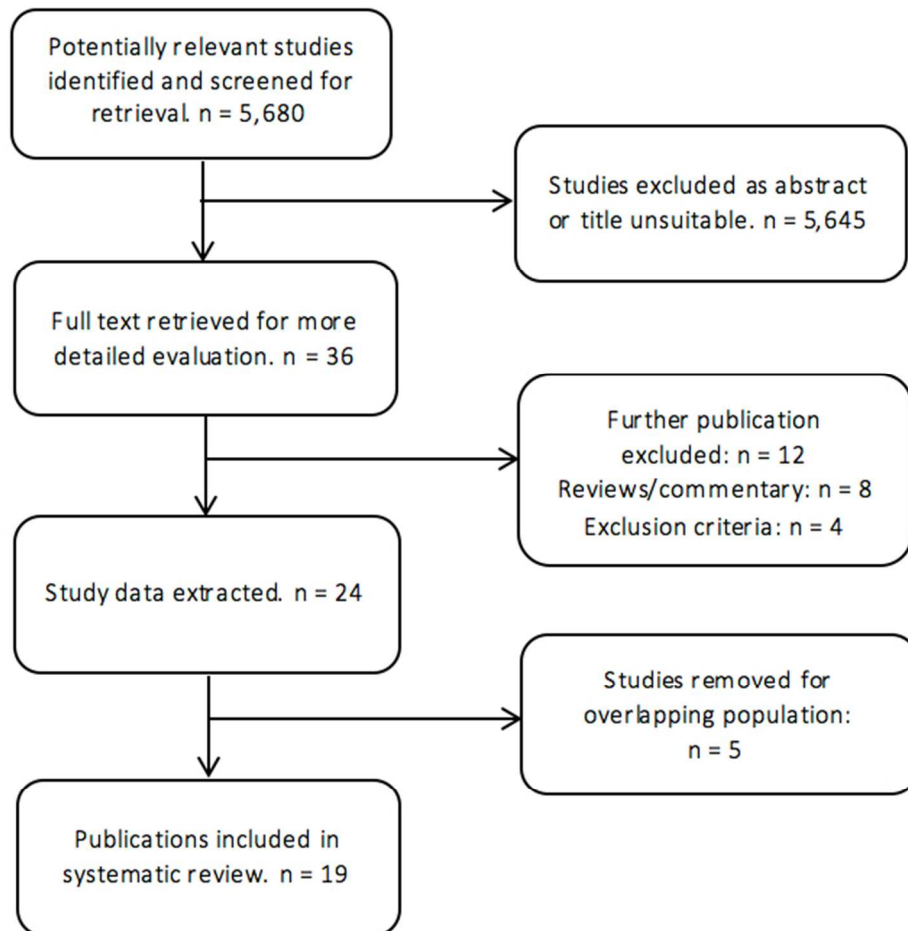 Potentially relevant studies
identified and screened for
retrieval. n = 5,680
Studies excluded as abstract
or title unsuitable. n = 5,645
Full text retrieved for more
detailed evaluation. n = 36
Further publication
excluded: n = 12
Reviews/commentary: n = 8
Exclusion criteria: n = 4
Study data extracted. n = 24
Studies removed for
overlapping population:
n = 5
Publications included in
systematic review. n = 19